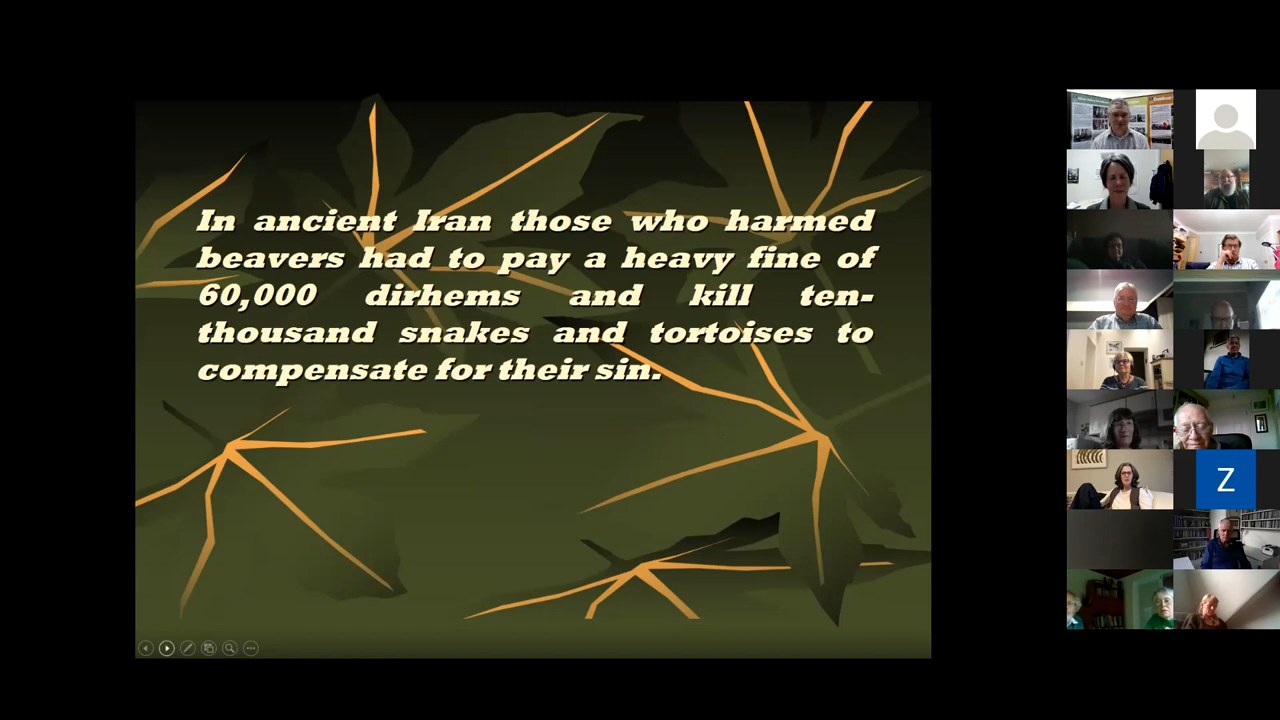 In ancient Iran those who harmed
beavers had to pay a heavy fine of
60,000 dirhems and kill ten-
thousand snakes and tortoises to
compensate for their sin.
Z